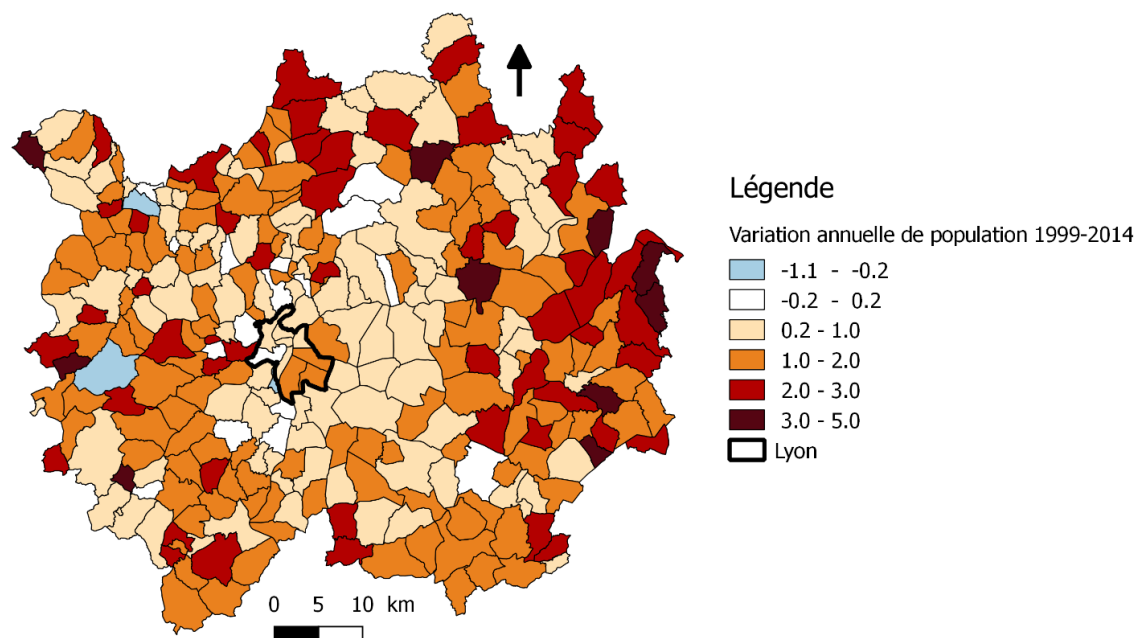 Légende
Variation annuelle de population 1999-2014
-1.1 - -0.2
-0.2 - 0.2
0.2 - 1.0
1.0 - 2.0
2.0 - 3.0
3.0 - 5.0
Lyon
0 5 10 km